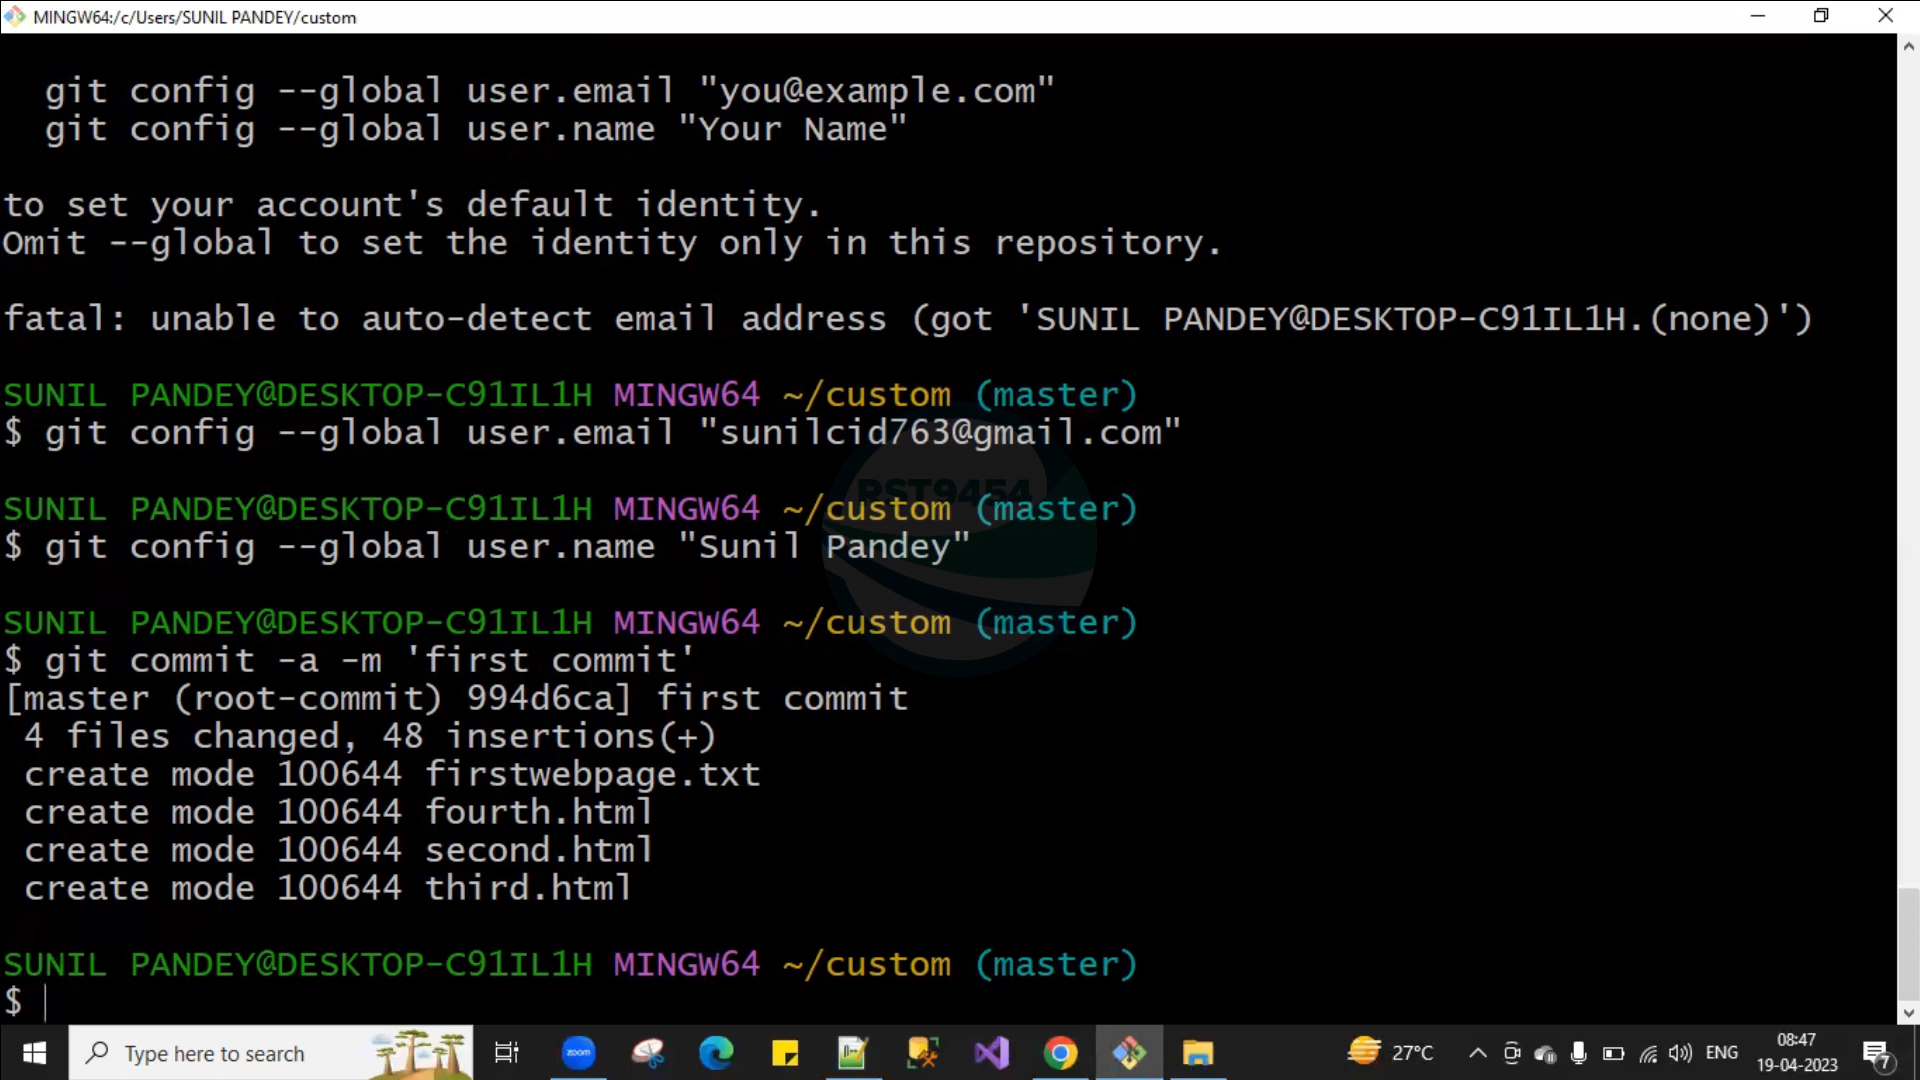 MINGW64:/c/Users/SUNIL PANDEY/custom
git config --global user.email "you@example.com"
git config --global user.name "Your Name"
to set your account's default identity.
Omit --global to set the identity only in this repository.
fatal: unable to auto-detect email address (got 'SUNIL PANDEY@DESKTOP-C91IL1H.(none)')
SUNIL PANDEY@DESKTOP-C91IL1H MINGW64 ~/custom (master)
$ git config --global user.email "sunilcid763@gmail.com"
RST9454
SUNIL PANDEY@DESKTOP-C91IL1H MINGW64 ~/custom (master)
$ git config --global user.name "Sunil Pandey"
SUNIL PANDEY@DESKTOP-C91IL1H MINGW64 ~/custom (master)
$ git commit -a -m 'first commit'
[master (root-commit) 994d6ca] first commit
4 files changed, 48 insertions(+)
create mode 100644 firstwebpage.txt
create mode 100644 fourth.html
create mode 100644 second.html
create mode 100644 third.html
SUNIL PANDEY@DESKTOP-C91IL1H MINGW64 ~/custom (master)
$
Type here to search
zoom
27°C
ENG
08:47
19-04-2023
7